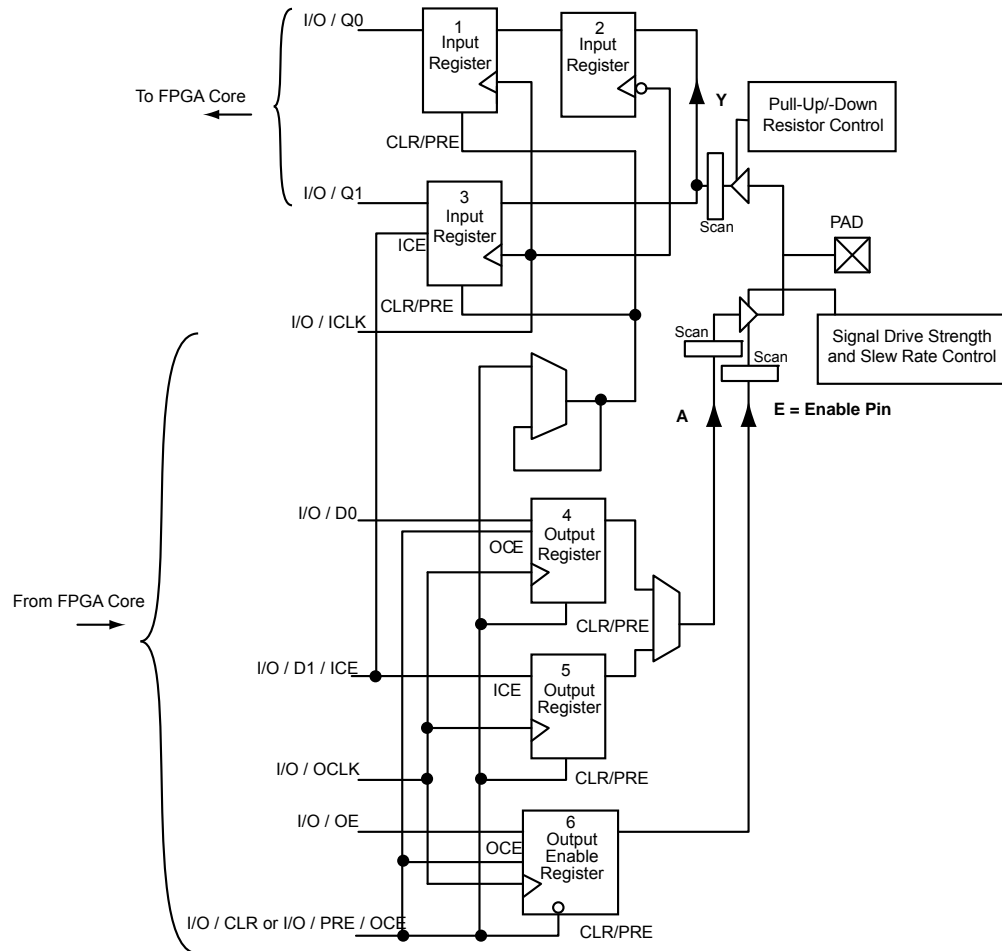 I/O / Q0
1
Input
Register
2
Input
Register
To FPGA Core
Y
Pull-Up/-Down
Resistor Control
CLR/PRE
I/O / Q1
3
Input
Register
ICE
Scan
PAD
CLR/PRE
I/O / ICLK
Scan
Signal Drive Strength
and Slew Rate Control
Scan
A
E = Enable Pin
I/O / D0
4
Output
Register
OCE
From FPGA Core
CLR/PRE
I/O / D1 / ICE
5
Output
Register
ICE
I/O / OCLK
CLR/PRE
I/O / OE
6
Output
Enable
Register
OCE
I/O / CLR or I/O / PRE / OCE
CLR/PRE